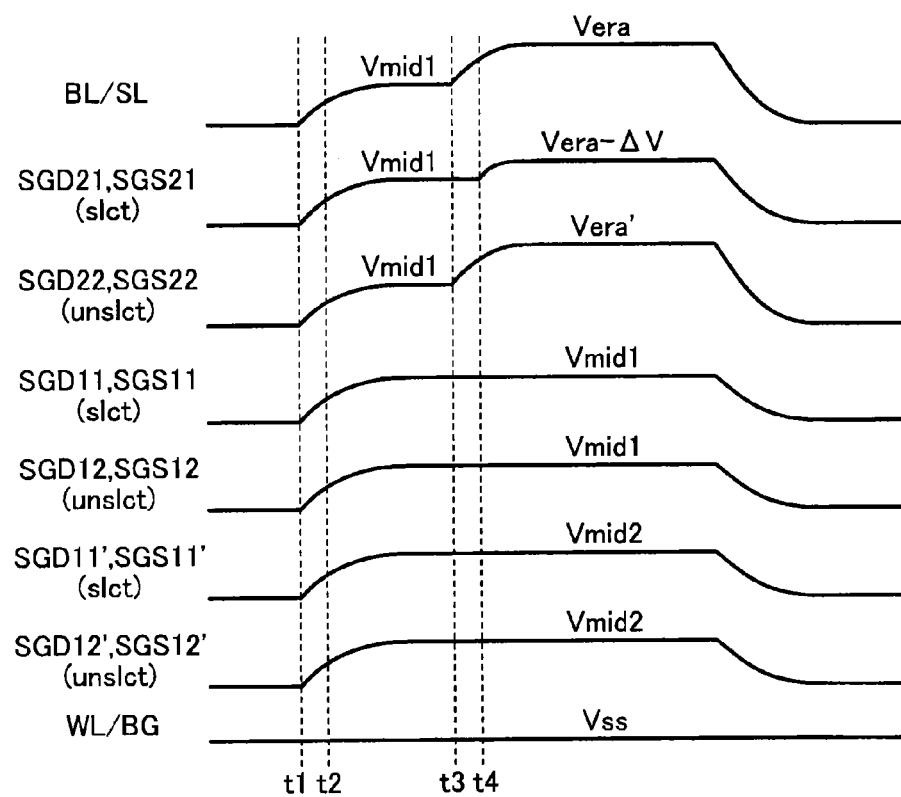 Vera
Vmid1
BL/SL
Vera-ΔV
Vmid1
SGD21,SGS21
(slct)
Vera'
Vmid1
SGD22,SGS22
(unslct)
Vmid1
SGD11,SGS11
(slct)
Vmid1
SGD12,SGS12
(unslct)
Vmid2
SGD11',SGS11'
(slct)
Vmid2
SGD12',SGS12'
(unslct)
Vss
WL/BG
t1 t2 t3 t4